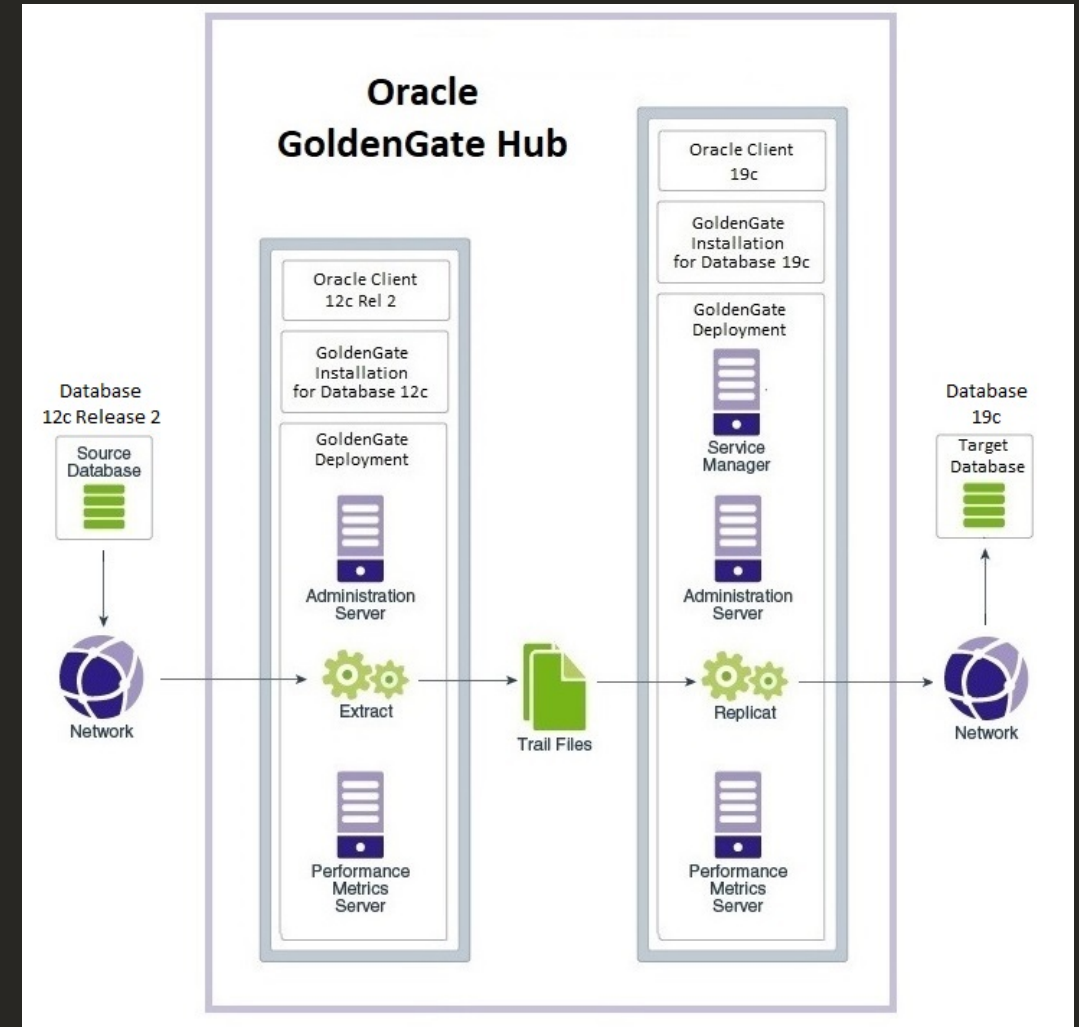 Oracle
GoldenGate Hub
Database
12c Release 2
Source
Database
Network
Oracle Client
12c Rel 2
GoldenGate
Installation
for Database 12c
GoldenGate
Deployment
Administration
Server
Extract
Performance
Metrics
Server
Trail Files
Oracle Client
19c
GoldenGate
Installation
for Database 19c
GoldenGate
Deployment
Service
Manager
Administration
Server
Replicat
Performance
Metrics
Server
Database
19c
Target
Database
Network